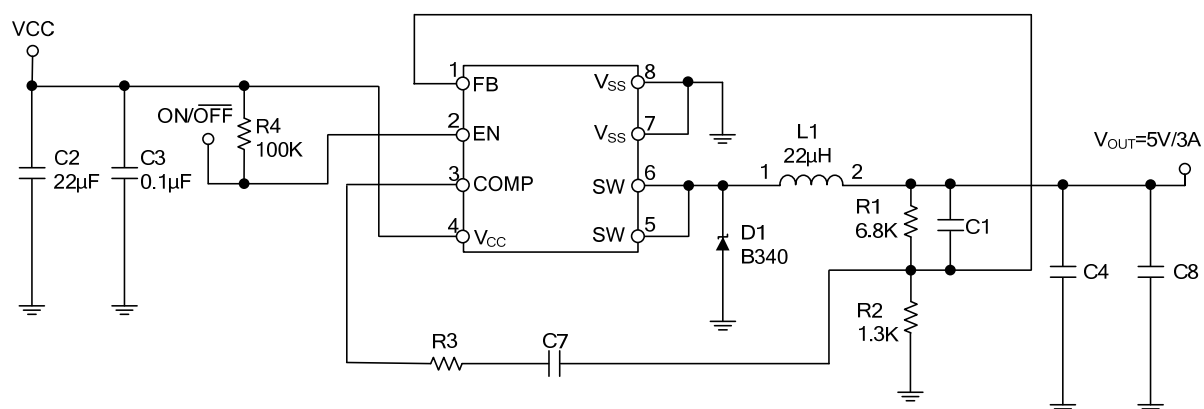 VCC
ON/OFF
R4
100K
C2
22μF
C3
0.1μF
1
FB
2
EN
3
COMP
4
VCC
VSS
8
VSS
7
SW
6
SW
5
L1
22μH
1
2
VOUT=5V/3A
R1
6.8K
C1
D1
B340
R2
1.3K
C4
C8
R3
C7